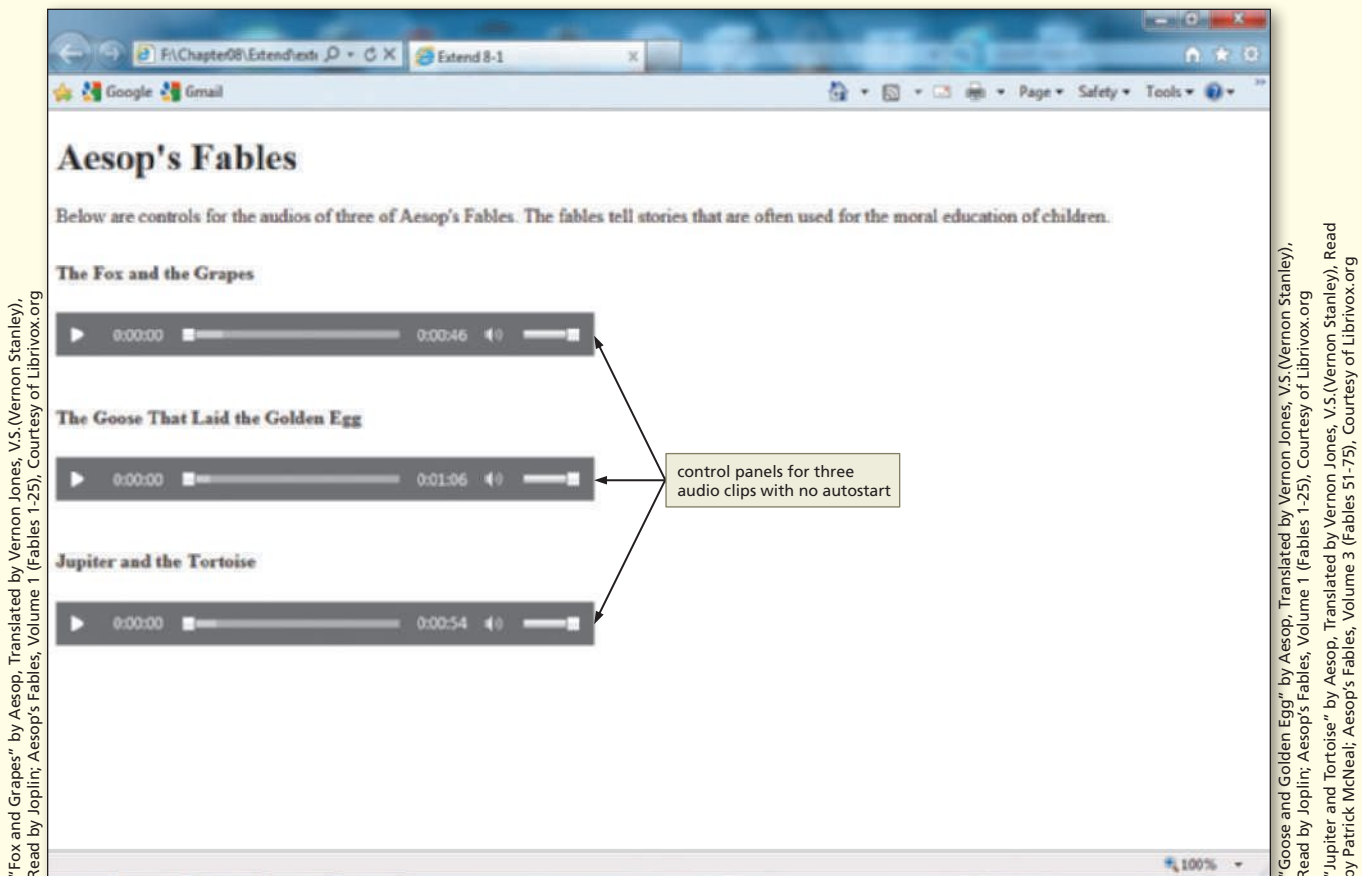 F:\Chapter08\Extend\exte
Extend 8-1
Google
Gmail
Page
Safety
Tools
Aesop's Fables
Below are controls for the audios of three of Aesop's Fables. The fables tell stories that are often used for the moral education of children.
The Fox and the Grapes
0:00:00
0:00:46
The Goose That Laid the Golden Egg
0:00:00
0:01:06
control panels for three
audio clips with no autostart
Jupiter and the Tortoise
0:00:00
0:00:54
100%
"Fox and Grapes" by Aesop, Translated by Vernon Jones, V.S.(Vernon Stanley),
Read by Joplin; Aesop's Fables, Volume 1 (Fables 1-25), Courtesy of Librivox.org
"Goose and Golden Egg" by Aesop, Translated by Vernon Jones, V.S.(Vernon Stanley),
Read by Joplin; Aesop's Fables, Volume 1 (Fables 1-25), Courtesy of Librivox.org
"Jupiter and Tortoise" by Aesop, Translated by Vernon Jones, V.S.(Vernon Stanley), Read
by Patrick McNeal; Aesop's Fables, Volume 3 (Fables 51-75), Courtesy of Librivox.org